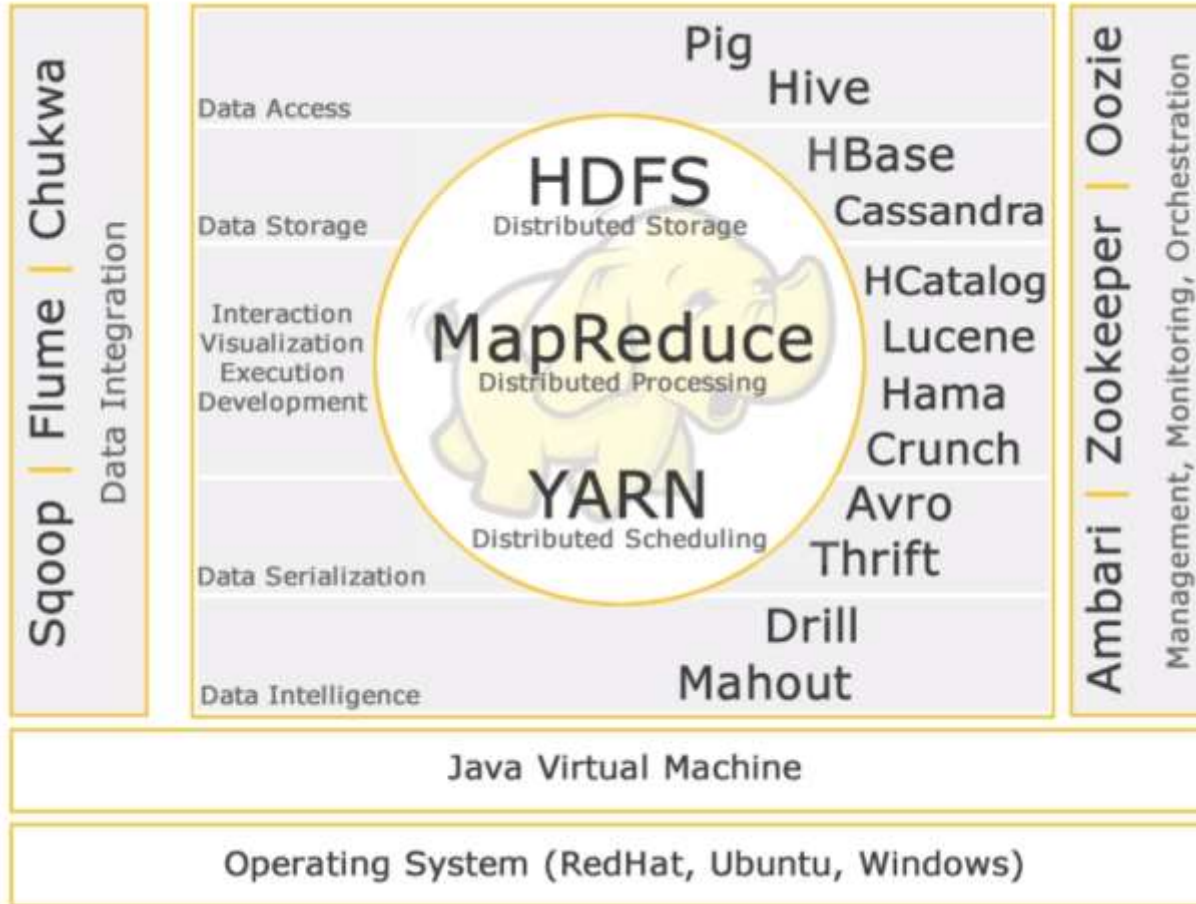 Sqoop | Flume | Chukwa
Data Integration
Pig
Hive
Data Access
HDFS
Distributed Storage
HBase
Cassandra
Data Storage
Interaction
Visualization
Execution
Development
MapReduce
Distributed Processing
HCatalog
Lucene
Hama
Crunch
YARN
Distributed Scheduling
Avro
Thrift
Data Serialization
Drill
Mahout
Data Intelligence
Ambari | Zookeeper | Oozie
Management, Monitoring, Orchestration
Java Virtual Machine
Operating System (RedHat, Ubuntu, Windows)